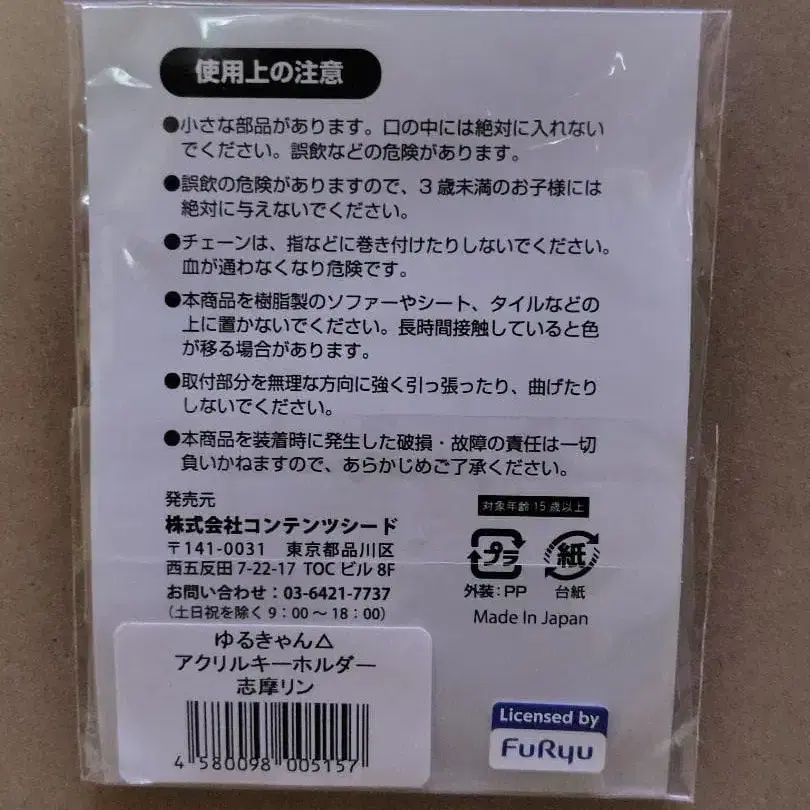 使用上の注意
●小さな部品があります。口の中には絶対に入れない
でください。誤飲などの危険があります。
●誤飲の危険がありますので、3歳未満のお子様には
絶対に与えないでください。
●チェーンは、指などに巻き付けたりしないでください。
血が通わなくなり危険です。
●本商品を樹脂製のソファーやシート、タイルなどの
上に置かないでください。長時間接触していると色
が移る場合があります。
●取付部分を無理な方向に強く引っ張ったり、曲げたり
しないでください。
●本商品を装着時に発生した破損・故障の責任は一切
負いかねますので、あらかじめご了承ください。
発売元
株式会社コンテンツシード
〒141-0031 東京都品川区
西五反田7-22-17 TOCビル 8F
お問い合わせ：03-6421-7737
（土日祝を除く 9：00～18：00）
対象年齢15歳以上
プラ 紙
外装：PP 台紙
Made In Japan
ゆるきゃん△
アクリルキーホルダー
志摩リン
4 580098 005157
Licensed by
FuRyu